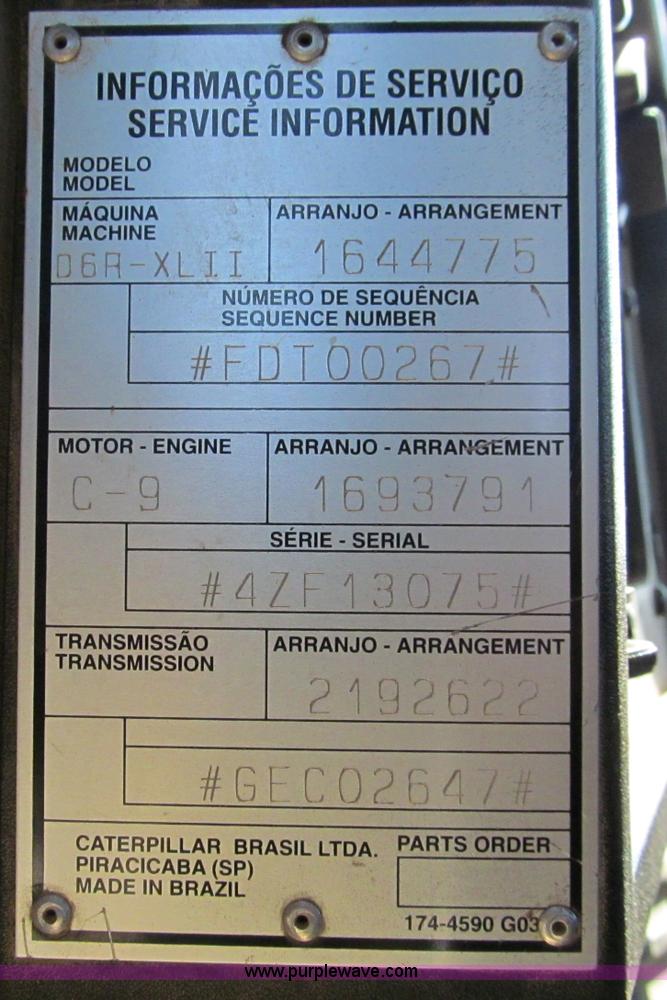 INFORMAÇÕES DE SERVIÇO
SERVICE INFORMATION
MODELO
MODEL
MÁQUINA
MACHINE
D6R-XLII
ARRANJO - ARRANGEMENT
1644775
NÚMERO DE SEQUÊNCIA
SEQUENCE NUMBER
#FDT00267#
MOTOR - ENGINE
C-9
ARRANJO - ARRANGEMENT
1693791
SÉRIE - SERIAL
#4ZF13075#
TRANSMISSÃO
TRANSMISSION
ARRANJO - ARRANGEMENT
2192622
#GEC02647#
CATERPILLAR BRASIL LTDA.
PIRACICABA (SP)
MADE IN BRAZIL
PARTS ORDER
174-4590 G03
www.purplewave.com